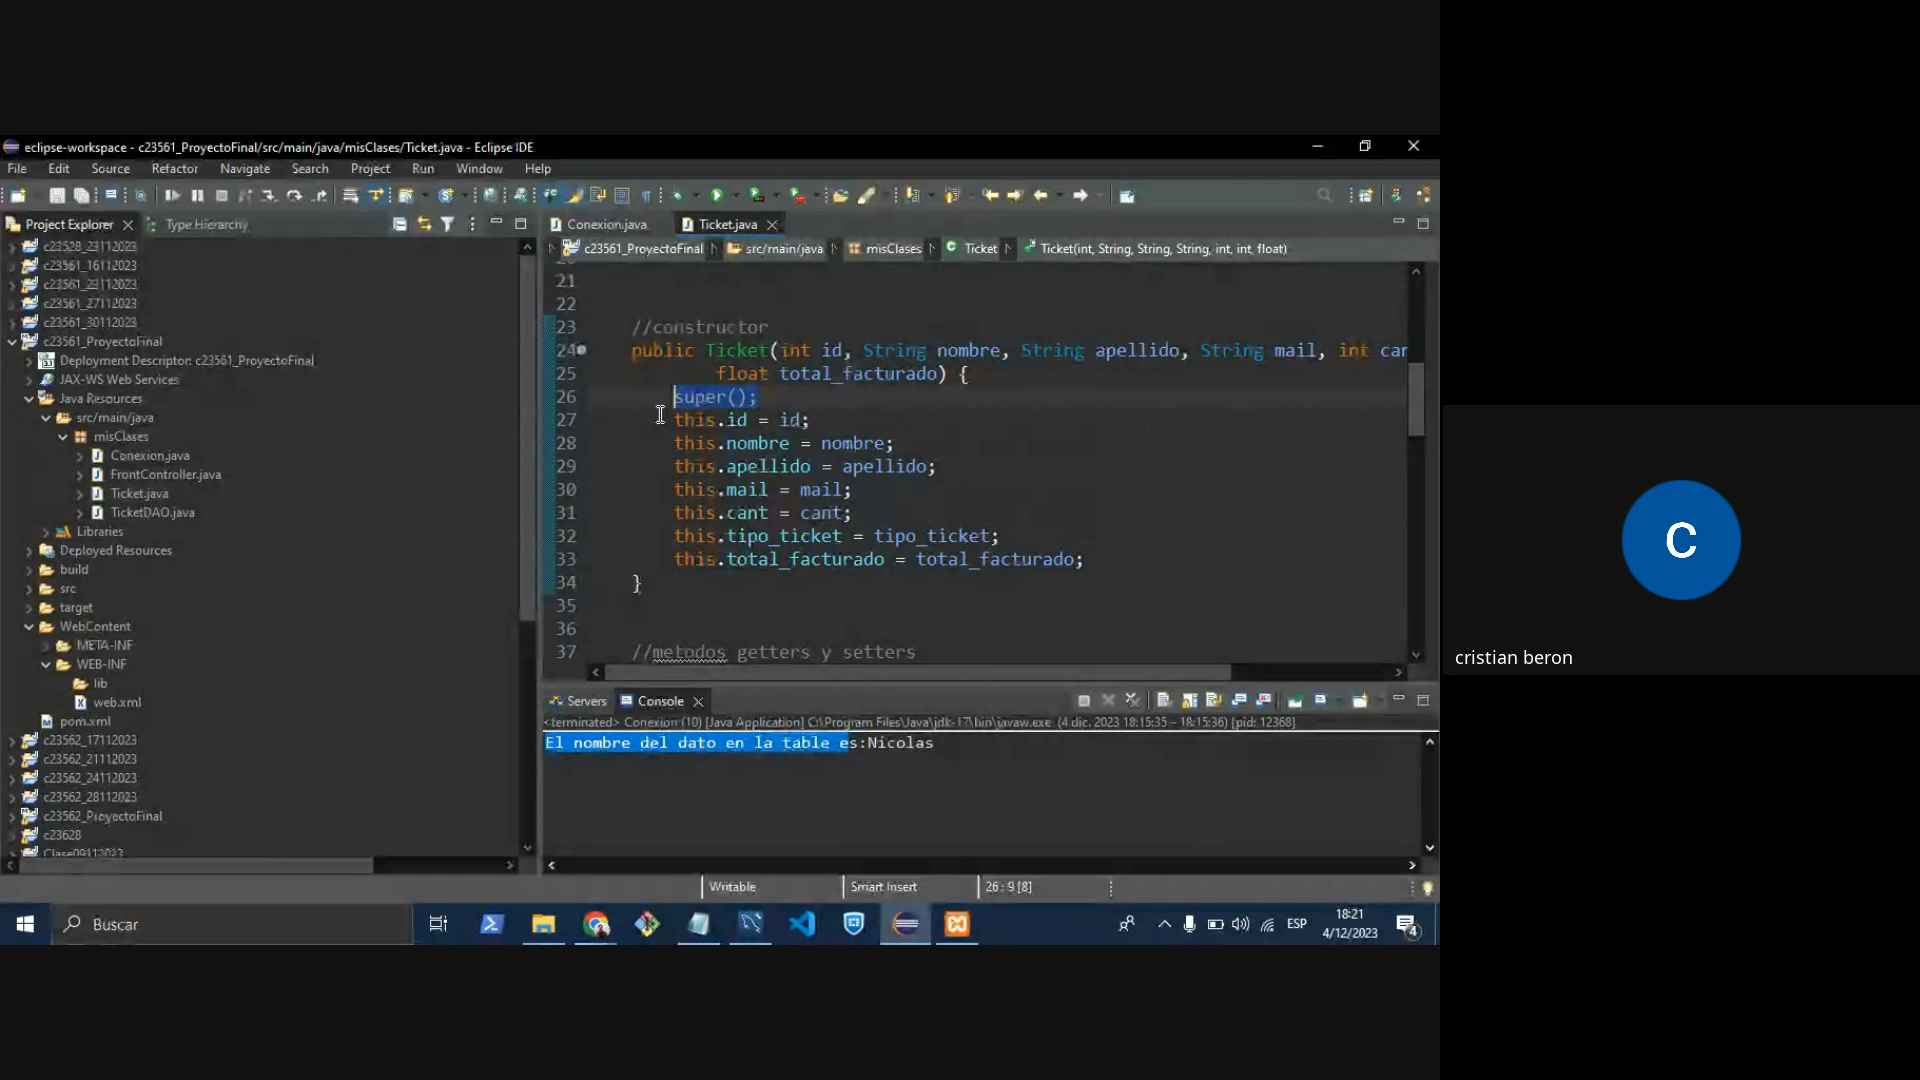 eclipse-workspace - c23561_ProyectoFinal/src/main/java/misClases/Ticket.java - Eclipse IDE
File Edit Source Refactor Navigate Search Project Run Window Help
Project Explorer Type Hierarchy
c23528_23112023
c23561_16112023
c23561_23112023
c23561_27112023
c23561_30112023
c23561_ProyectoFinal
Deployment Descriptor: c23561_ProyectoFinal
JAX-WS Web Services
Java Resources
src/main/java
misClases
Conexion.java
FrontController.java
Ticket.java
TicketDAO.java
Libraries
Deployed Resources
build
src
target
WebContent
META-INF
WEB-INF
lib
web.xml
pom.xml
c23562_17112023
c23562_21112023
c23562_24112023
c23562_28112023
c23562_ProyectoFinal
c23628
Clase09112023
Conexion.java Ticket.java
c23561_ProyectoFinal src/main/java misClases Ticket Ticket(int, String, String, String, int, int, float)
21
22
23 //constructor
24 public Ticket(int id, String nombre, String apellido, String mail, int car
25 float total_facturado) {
26 super();
27 this.id = id;
28 this.nombre = nombre;
29 this.apellido = apellido;
30 this.mail = mail;
31 this.cant = cant;
32 this.tipo_ticket = tipo_ticket;
33 this.total_facturado = total_facturado;
34 }
35
36
37 //metodos getters y setters
Servers Console
<terminated> Conexion (10) [Java Application] C:\Program Files\Java\jdk-17\bin\javaw.exe (4 dic. 2023 18:15:35 – 18:15:36) [pid: 12368]
El nombre del dato en la table es:Nicolas
Writable Smart Insert 26 : 9 [8]
Buscar
ESP
18:21
4/12/2023
4
C
cristian beron